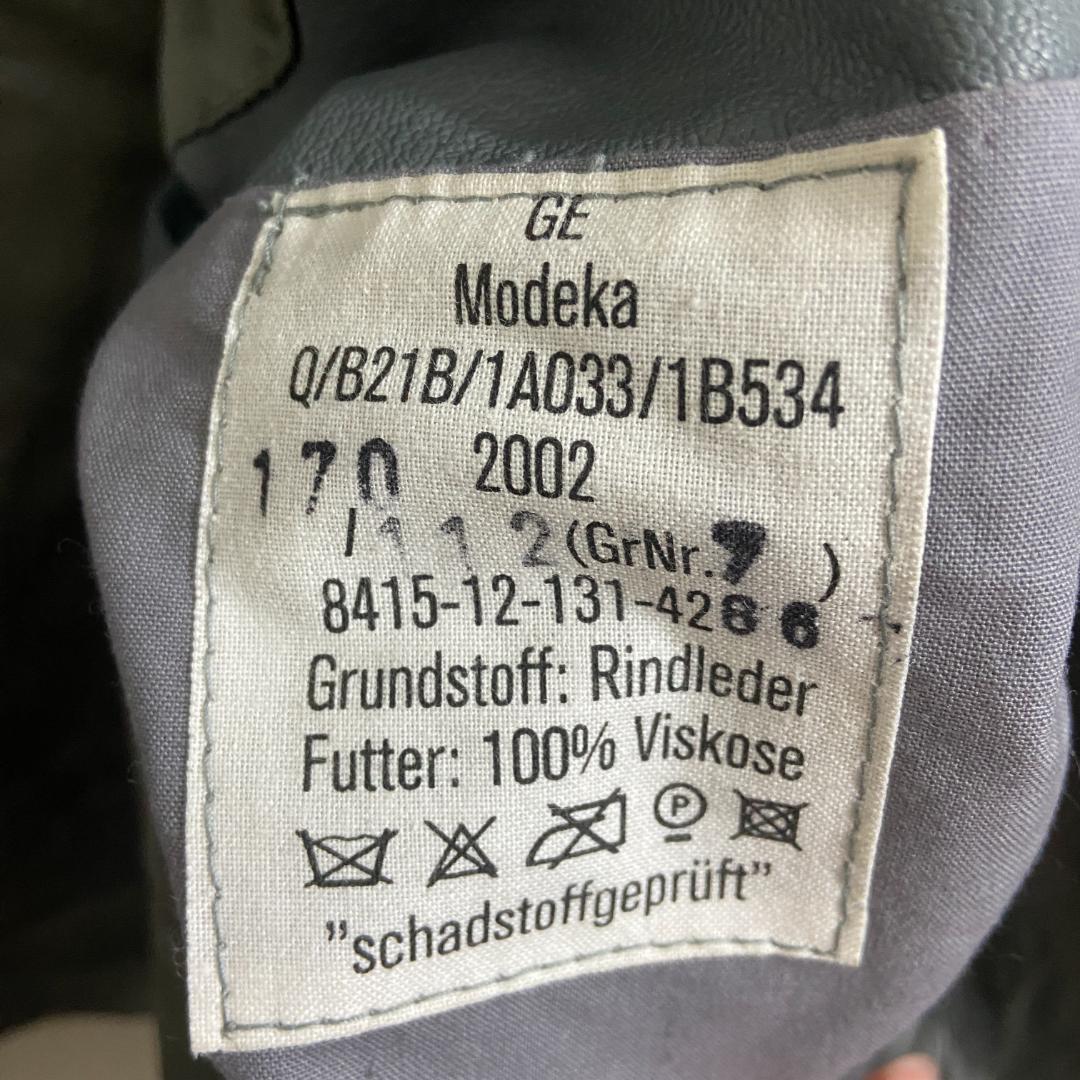 GE
Modeka
Q/B21B/1A033/1B534
170 2002
/112 (GrNr.7 )
8415-12-131-4286
Grundstoff: Rindleder
Futter: 100% Viskose
P
"schadstoffgeprüft"